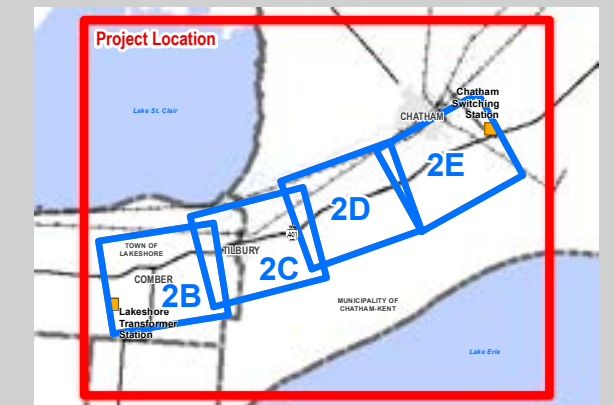 Project Location
Lake St. Clair
Chatham
Switching
Station
CHATHAM
2E
2D
TOWN OF
LAKESHORE
TILBURY
401
2C
COMBER
2B
MUNICIPALITY OF
CHATHAM-KENT
Lakeshore
Transformer
Station
Lake Erie